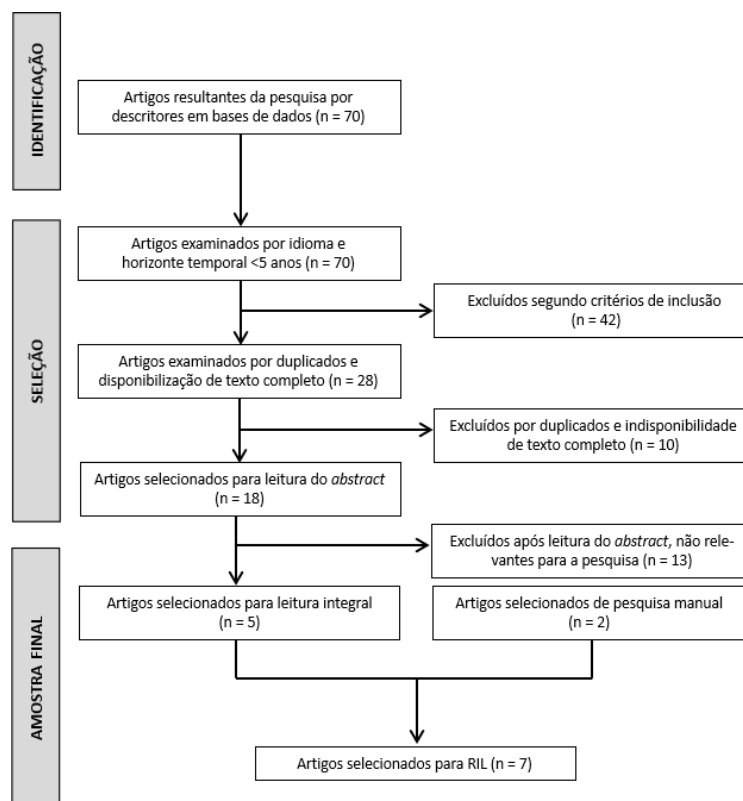 IDENTIFICAÇÃO
Artigos resultantes da pesquisa por
descritores em bases de dados (n = 70)
SELEÇÃO
Artigos examinados por idioma e
horizonte temporal <5 anos (n = 70)
Excluídos segundo critérios de inclusão
(n = 42)
Artigos examinados por duplicados e
disponibilização de texto completo (n = 28)
Excluídos por duplicados e indisponibilidade
de texto completo (n = 10)
Artigos selecionados para leitura do abstract
(n = 18)
Excluídos após leitura do abstract, não rele-
vantes para a pesquisa (n = 13)
AMOSTRA FINAL
Artigos selecionados para leitura integral
(n = 5)
Artigos selecionados de pesquisa manual
(n = 2)
Artigos selecionados para RIL (n = 7)